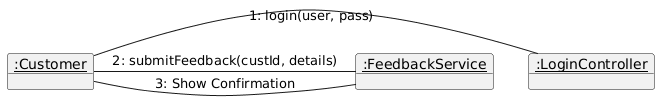 1: login(user, pass)
:Customer
2: submitFeedback(custId, details)
:FeedbackService
:LoginController
3: Show Confirmation